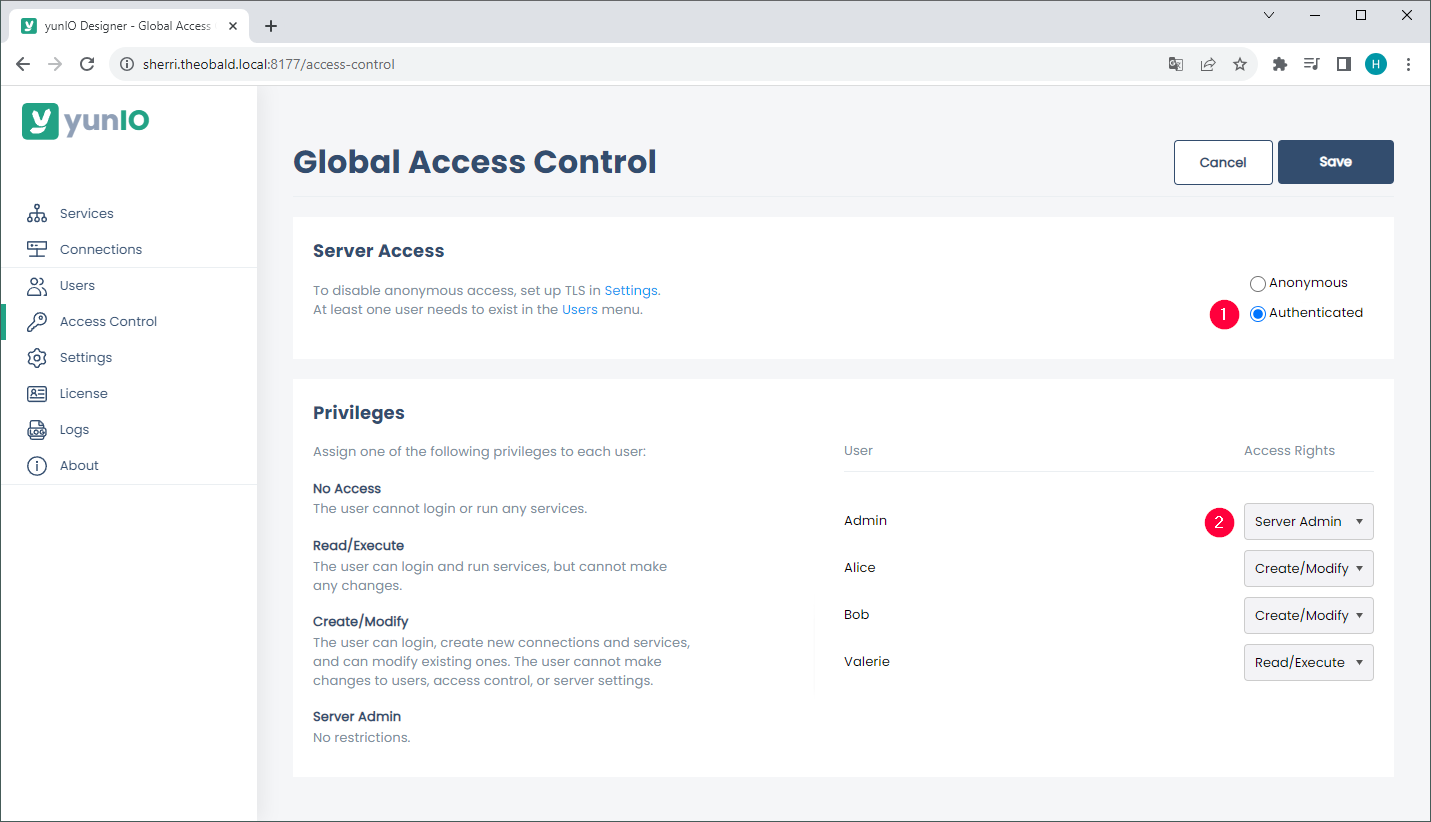 yunIO Designer - Global Access
sherri.theobald.local:8177/access-control
H
yunIO
Services
Connections
Users
Access Control
Settings
License
LOG
Logs
About
Global Access Control
Cancel
Save
Server Access
To disable anonymous access, set up TLS in Settings.
At least one user needs to exist in the Users menu.
Anonymous
1
Authenticated
Privileges
Assign one of the following privileges to each user:
No Access
The user cannot login or run any services.
Read/Execute
The user can login and run services, but cannot make
any changes.
Create/Modify
The user can login, create new connections and services,
and can modify existing ones. The user cannot make
changes to users, access control, or server settings.
Server Admin
No restrictions.
User
Access Rights
Admin
2
Server Admin
Alice
Create/Modify
Bob
Create/Modify
Valerie
Read/Execute